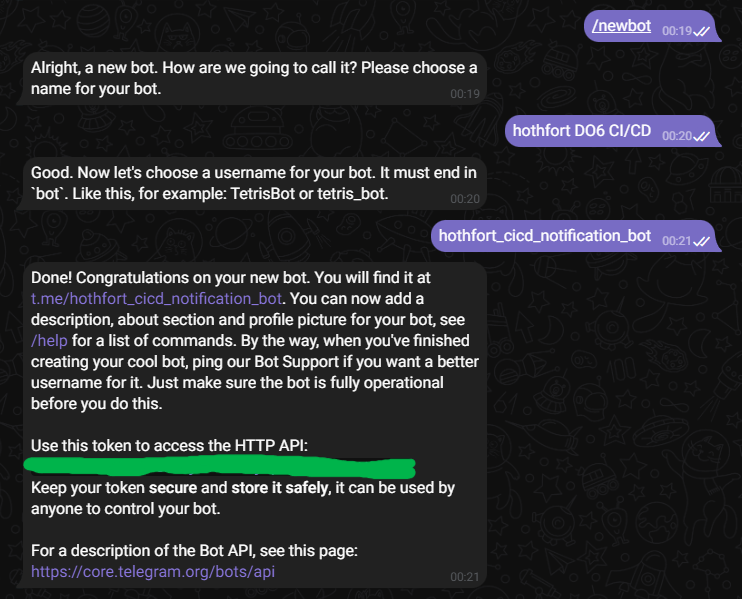 /newbot 00:19
Alright, a new bot. How are we going to call it? Please choose a
name for your bot.
00:19
hothfort DO6 CI/CD 00:20
Good. Now let's choose a username for your bot. It must end in
`bot`. Like this, for example: TetrisBot or tetris_bot.
00:20
hothfort_cicd_notification_bot 00:21
Done! Congratulations on your new bot. You will find it at
t.me/hothfort_cicd_notification_bot. You can now add a
description, about section and profile picture for your bot, see
/help for a list of commands. By the way, when you've finished
creating your cool bot, ping our Bot Support if you want a better
username for it. Just make sure the bot is fully operational
before you do this.
Use this token to access the HTTP API:
Keep your token secure and store it safely, it can be used by
anyone to control your bot.
For a description of the Bot API, see this page:
https://core.telegram.org/bots/api
00:21